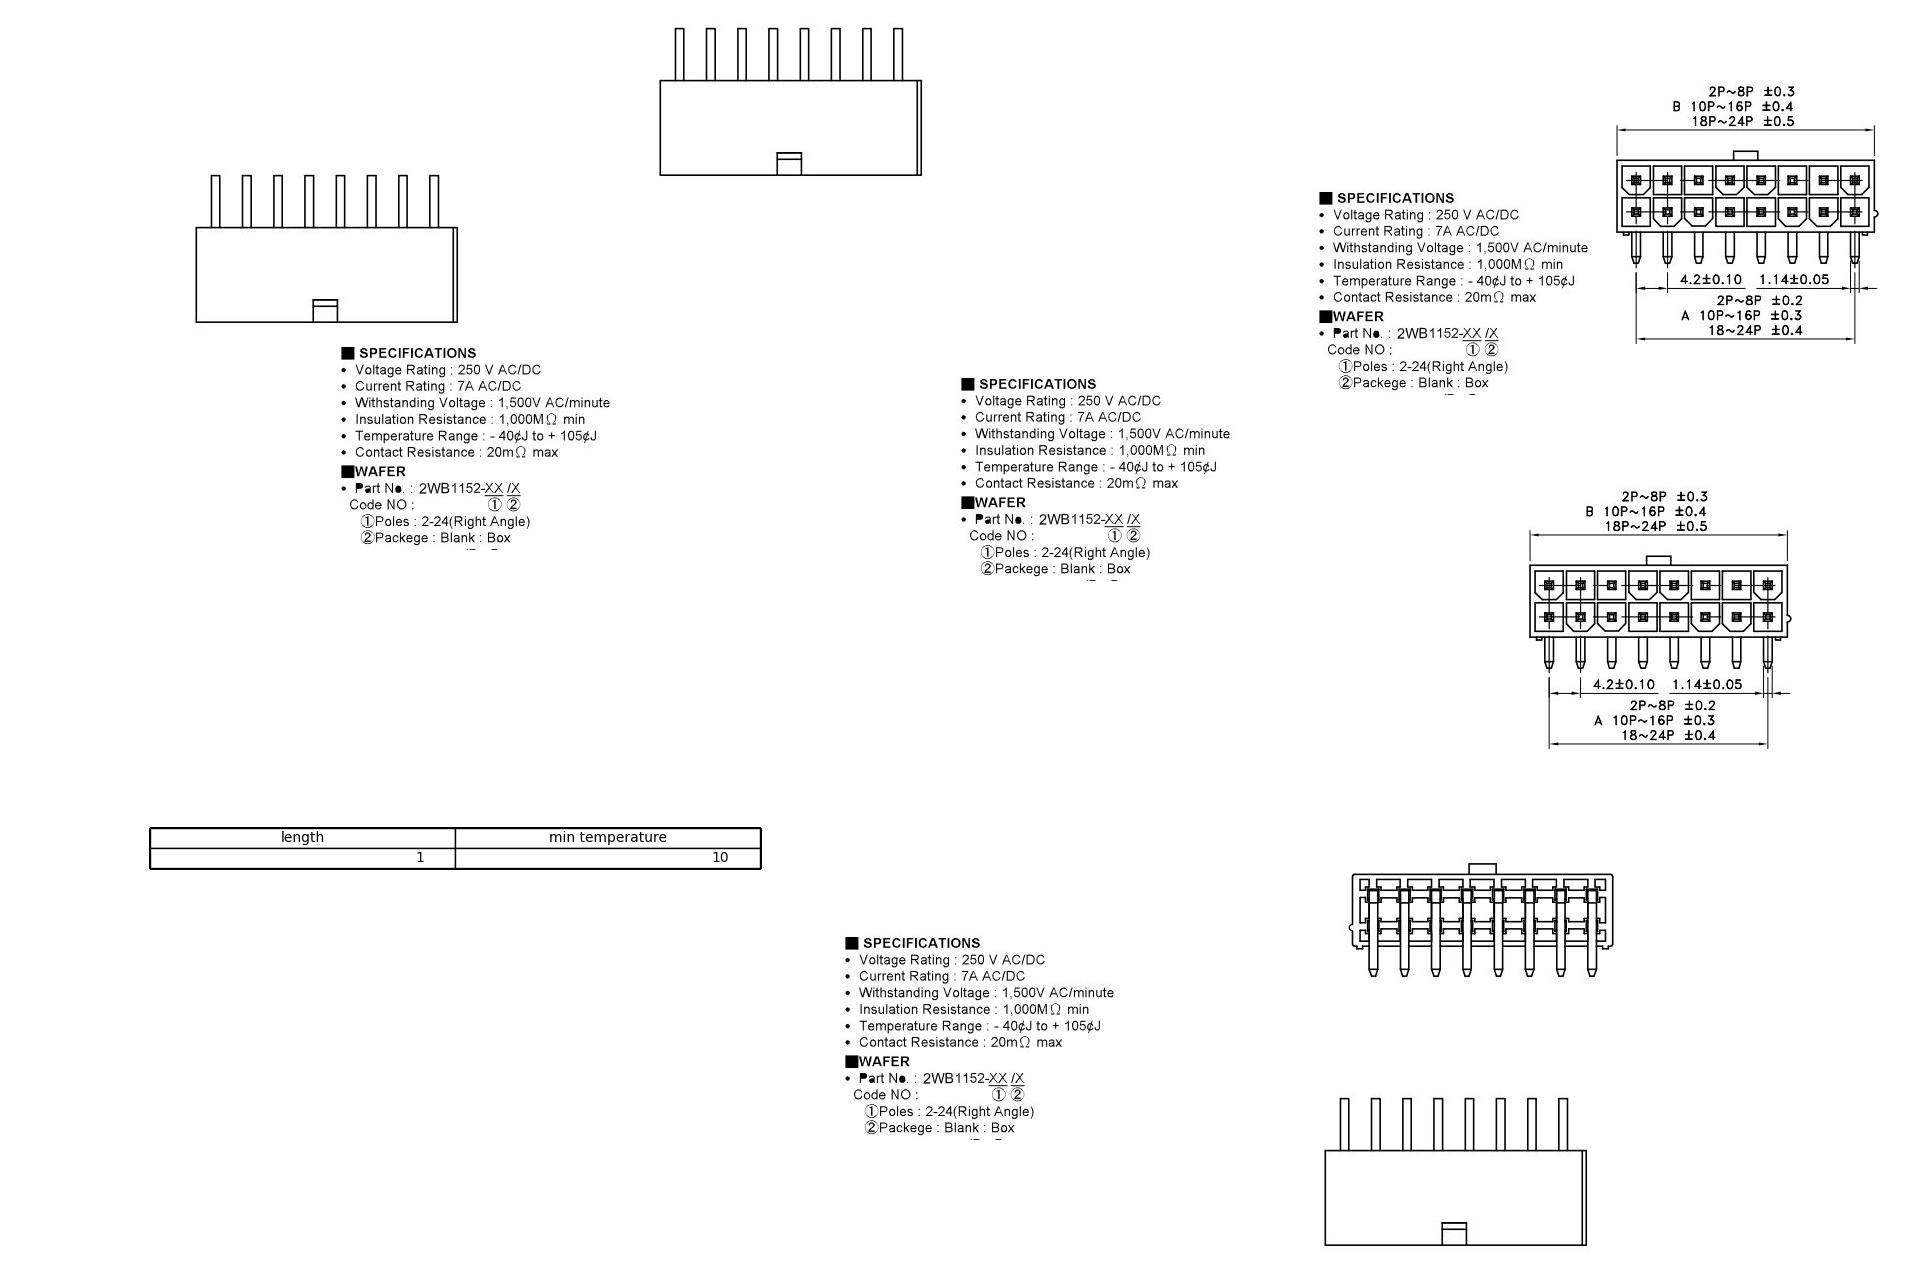 2P~8P ±0.3
B 10P~16P ±0.4
18P~24P ±0.5
4.2±0.10 1.14±0.05
2P~8P ±0.2
A 10P~16P ±0.3
18~24P ±0.4
■ SPECIFICATIONS
• Voltage Rating : 250 V AC/DC
• Current Rating : 7A AC/DC
• Withstanding Voltage : 1,500V AC/minute
• Insulation Resistance : 1,000MΩ min
• Temperature Range : - 40¢J to + 105¢J
• Contact Resistance : 20mΩ max
■WAFER
• Part No. : 2WB1152-XX /X
Code NO : ① ②
①Poles : 2-24(Right Angle)
②Packege : Blank : Box
■ SPECIFICATIONS
• Voltage Rating : 250 V AC/DC
• Current Rating : 7A AC/DC
• Withstanding Voltage : 1,500V AC/minute
• Insulation Resistance : 1,000MΩ min
• Temperature Range : - 40¢J to + 105¢J
• Contact Resistance : 20mΩ max
■WAFER
• Part No. : 2WB1152-XX /X
Code NO : ① ②
①Poles : 2-24(Right Angle)
②Packege : Blank : Box
■ SPECIFICATIONS
• Voltage Rating : 250 V AC/DC
• Current Rating : 7A AC/DC
• Withstanding Voltage : 1,500V AC/minute
• Insulation Resistance : 1,000MΩ min
• Temperature Range : - 40¢J to + 105¢J
• Contact Resistance : 20mΩ max
■WAFER
• Part No. : 2WB1152-XX /X
Code NO : ① ②
①Poles : 2-24(Right Angle)
②Packege : Blank : Box
2P~8P ±0.3
B 10P~16P ±0.4
18P~24P ±0.5
4.2±0.10 1.14±0.05
2P~8P ±0.2
A 10P~16P ±0.3
18~24P ±0.4
length min temperature
1 10
■ SPECIFICATIONS
• Voltage Rating : 250 V AC/DC
• Current Rating : 7A AC/DC
• Withstanding Voltage : 1,500V AC/minute
• Insulation Resistance : 1,000MΩ min
• Temperature Range : - 40¢J to + 105¢J
• Contact Resistance : 20mΩ max
■WAFER
• Part No. : 2WB1152-XX /X
Code NO : ① ②
①Poles : 2-24(Right Angle)
②Packege : Blank : Box